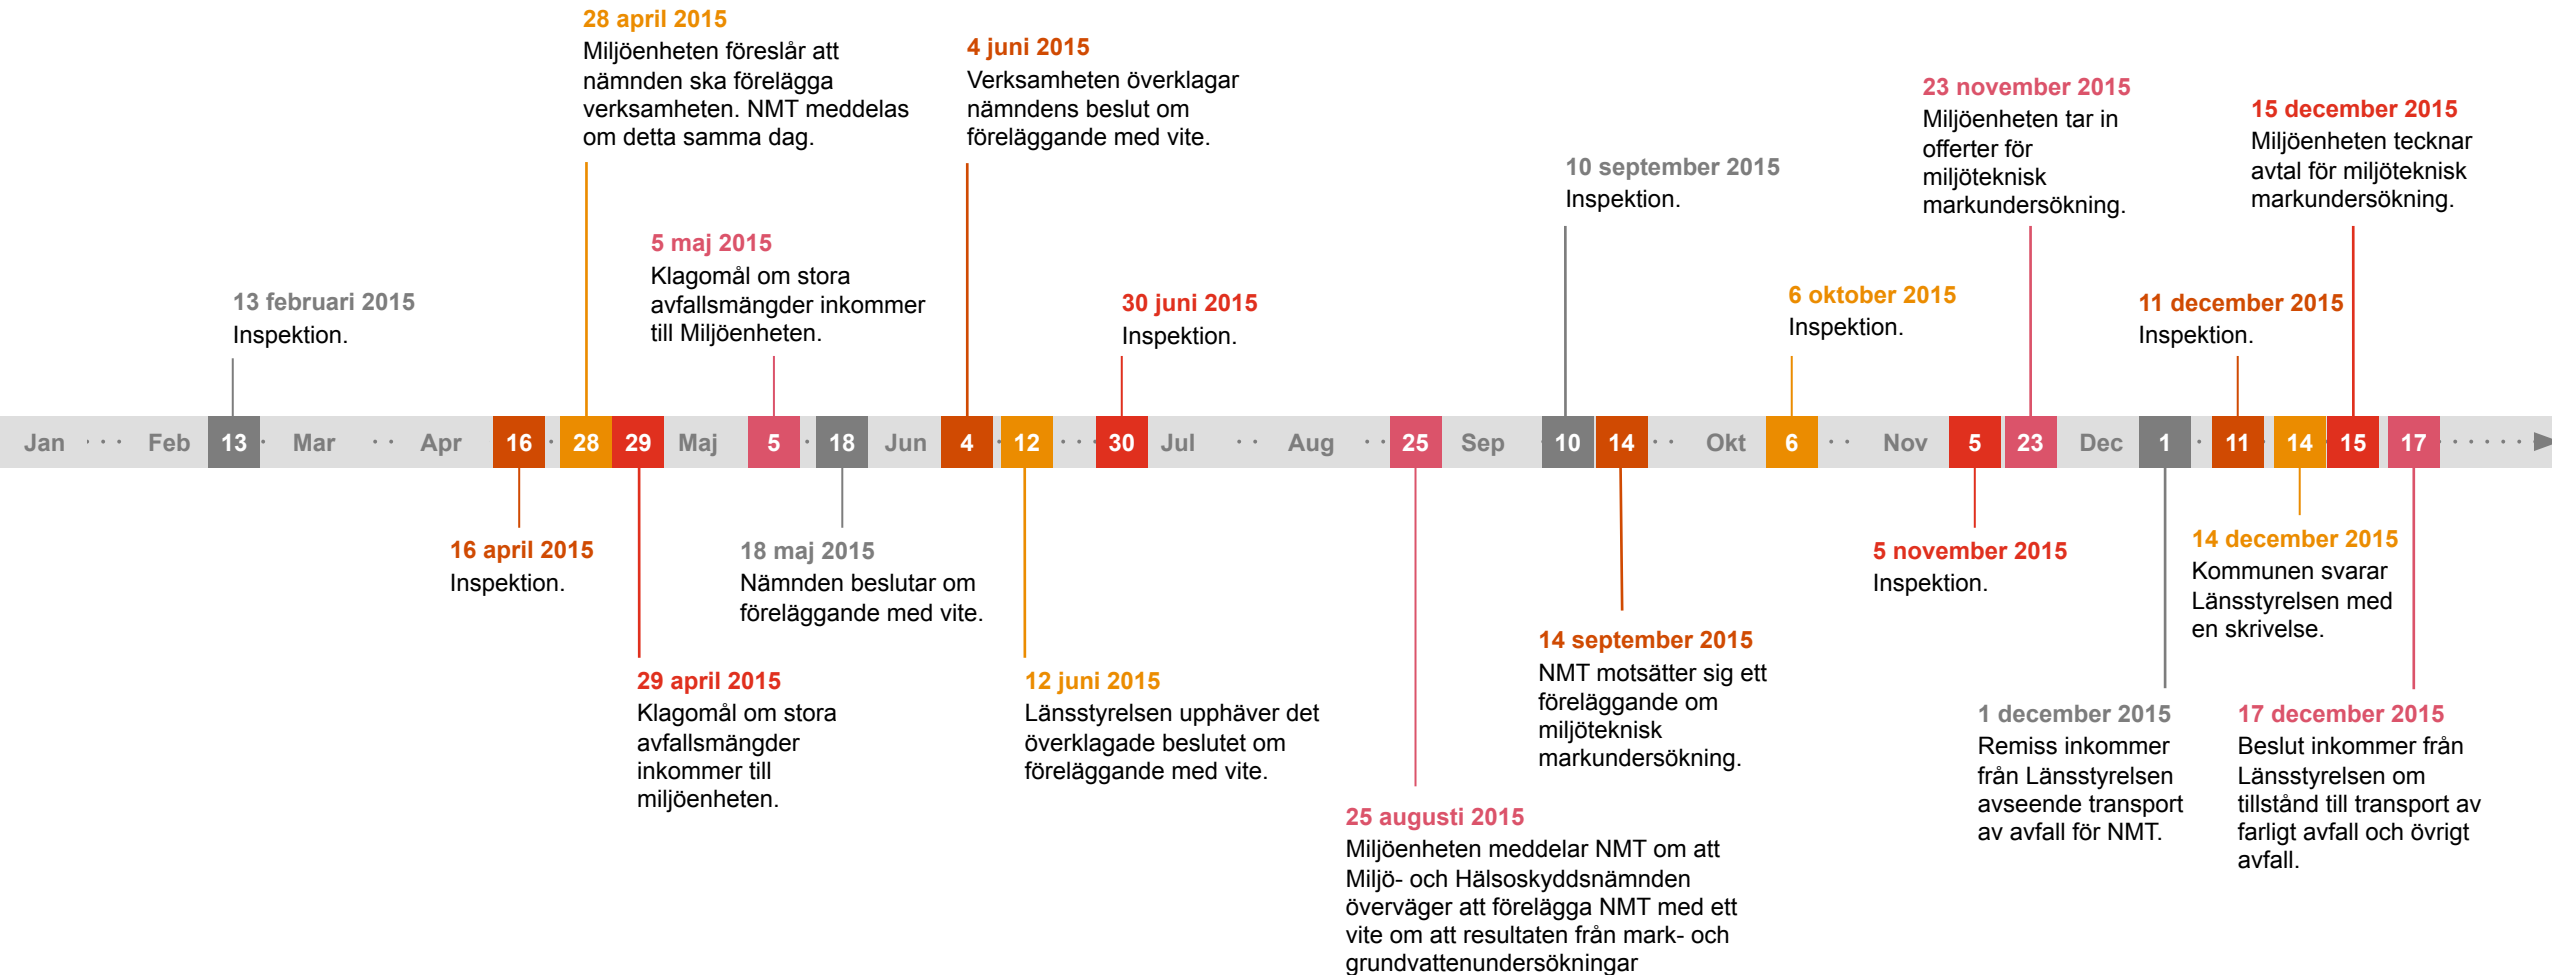 28 april 2015
Miljöenheten föreslår att
nämnden ska förelägga
verksamheten. NMT meddelas
om detta samma dag.
4 juni 2015
Verksamheten överklagar
nämndens beslut om
föreläggande med vite.
23 november 2015
Miljöenheten tar in
offerter för
miljöteknisk
markundersökning.
15 december 2015
Miljöenheten tecknar
avtal för miljöteknisk
markundersökning.
10 september 2015
Inspektion.
5 maj 2015
Klagomål om stora
avfallsmängder inkommer
till Miljöenheten.
13 februari 2015
Inspektion.
30 juni 2015
Inspektion.
6 oktober 2015
Inspektion.
11 december 2015
Inspektion.
Jan Feb 13 Mar Apr 16 28 29 Maj 5 18 Jun 4 12 30 Jul Aug 25 Sep 10 14 Okt 6 Nov 5 23 Dec 1 11 14 15 17
16 april 2015
Inspektion.
18 maj 2015
Nämnden beslutar om
föreläggande med vite.
5 november 2015
Inspektion.
14 december 2015
Kommunen svarar
Länsstyrelsen med
en skrivelse.
29 april 2015
Klagomål om stora
avfallsmängder
inkommer till
miljöenheten.
12 juni 2015
Länsstyrelsen upphäver det
överklagade beslutet om
föreläggande med vite.
14 september 2015
NMT motsätter sig ett
föreläggande om
miljöteknisk
markundersökning.
1 december 2015
Remiss inkommer
från Länsstyrelsen
avseende transport
av avfall för NMT.
17 december 2015
Beslut inkommer från
Länsstyrelsen om
tillstånd till transport av
farligt avfall och övrigt
avfall.
25 augusti 2015
Miljöenheten meddelar NMT om att
Miljö- och Hälsoskyddsnämnden
överväger att förelägga NMT med ett
vite om att resultaten från mark- och
grundvattenundersökningar